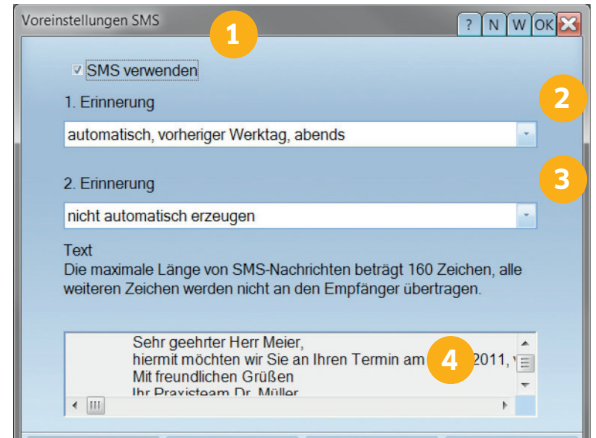 Voreinstellungen SMS
1
? N W OK
SMS verwenden
1. Erinnerung
2
automatisch, vorheriger Werktag, abends
3
2. Erinnerung
nicht automatisch erzeugen
Text
Die maximale Länge von SMS-Nachrichten beträgt 160 Zeichen, alle
weiteren Zeichen werden nicht an den Empfänger übertragen.
Sehr geehrter Herr Meier,
hiermit möchten wir Sie an Ihren Termin am 4 2011,
Mit freundlichen Grüßen
Ihr Praxisteam Dr. Müller